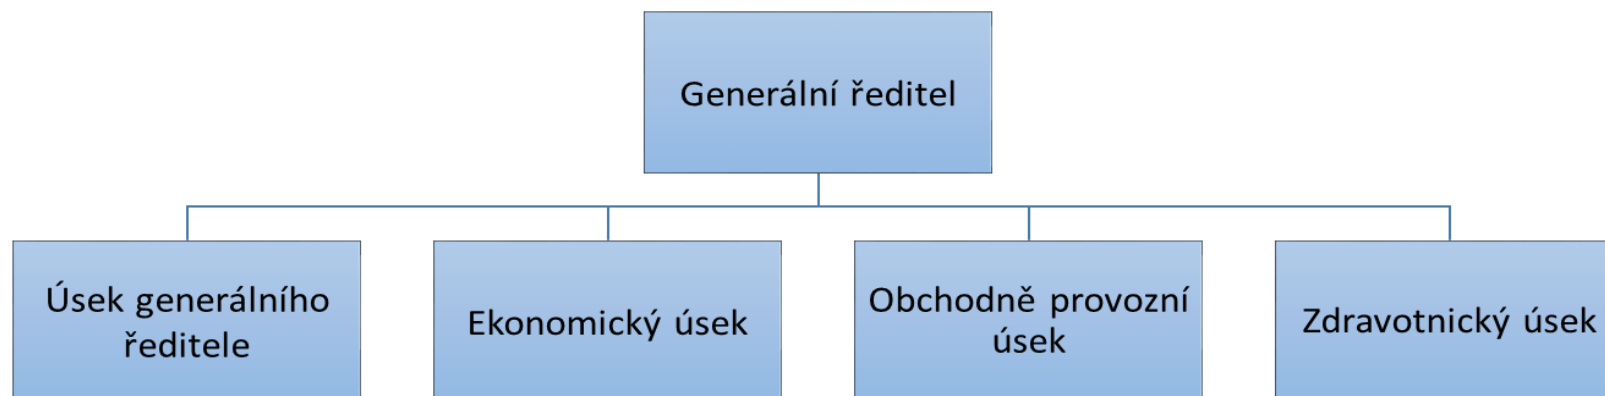 Generální ředitel
Úsek generálního
ředitele
Ekonomický úsek
Obchodně provozní
úsek
Zdravotnický úsek